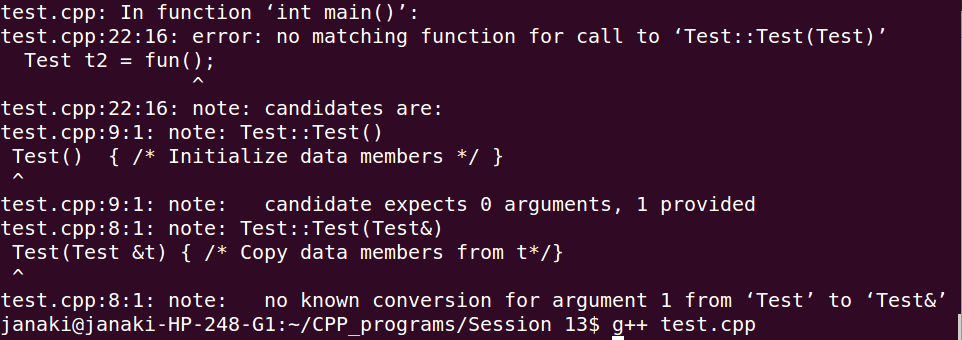 test.cpp: In function ‘int main()’:
test.cpp:22:16: error: no matching function for call to ‘Test::Test(Test)’
  Test t2 = fun();
                ^
test.cpp:22:16: note: candidates are:
test.cpp:9:1: note: Test::Test()
 Test()  { /* Initialize data members */ }
 ^
test.cpp:9:1: note:   candidate expects 0 arguments, 1 provided
test.cpp:8:1: note: Test::Test(Test&)
 Test(Test &t) { /* Copy data members from t*/}
 ^
test.cpp:8:1: note:   no known conversion for argument 1 from ‘Test’ to ‘Test&’
janaki@janaki-HP-248-G1:~/CPP_programs/Session 13$ g++ test.cpp